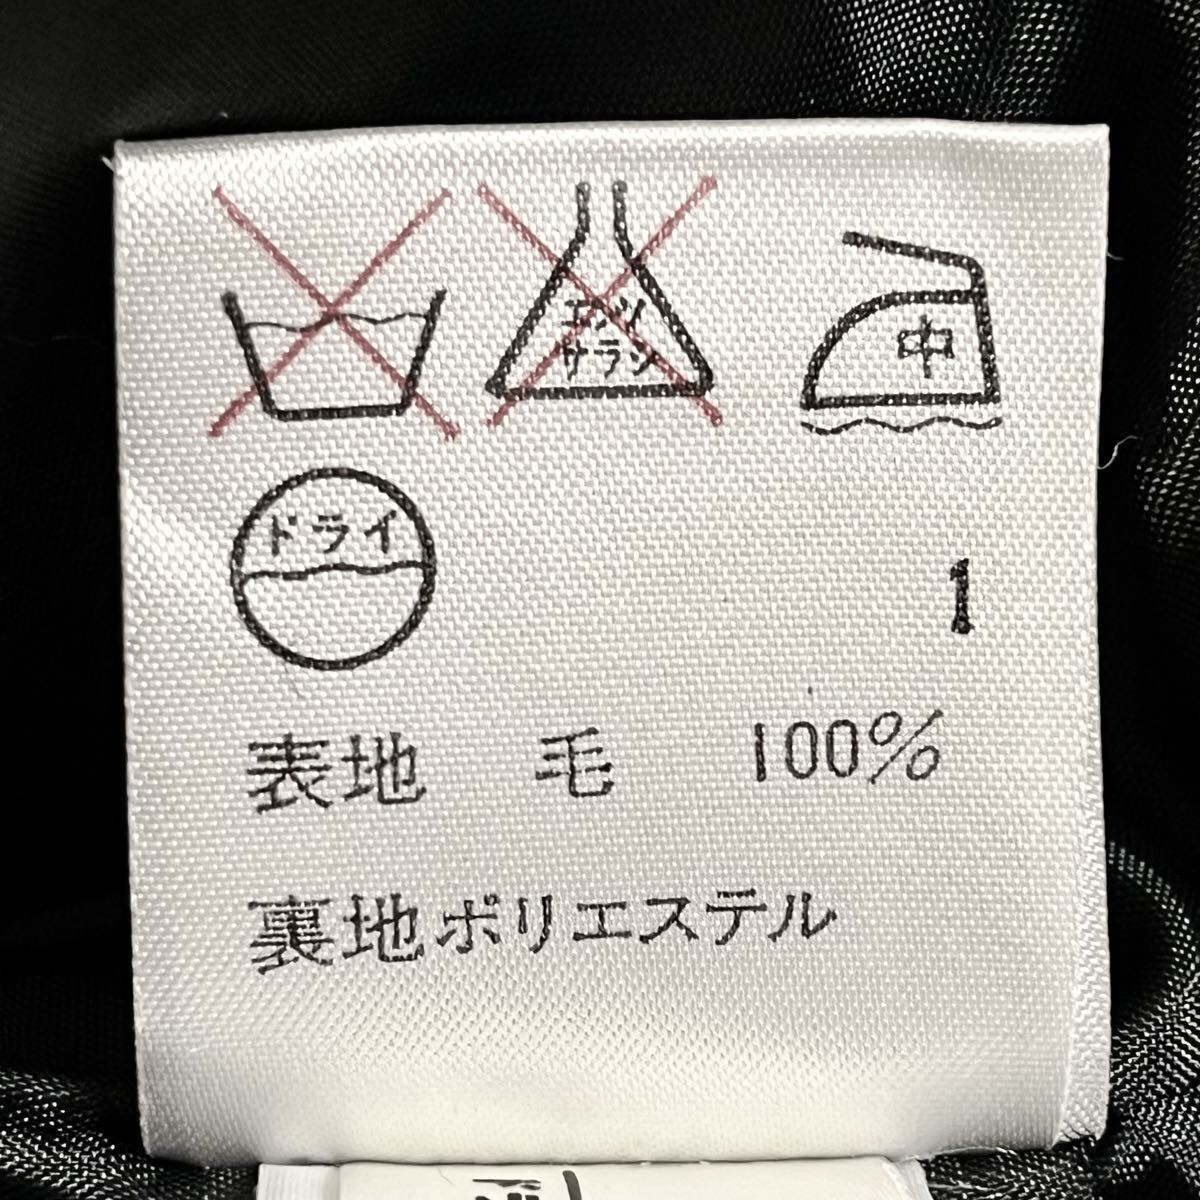 エンソ
サラシ
中
ドライ
1
表地 毛 100%
裏地ポリエステル